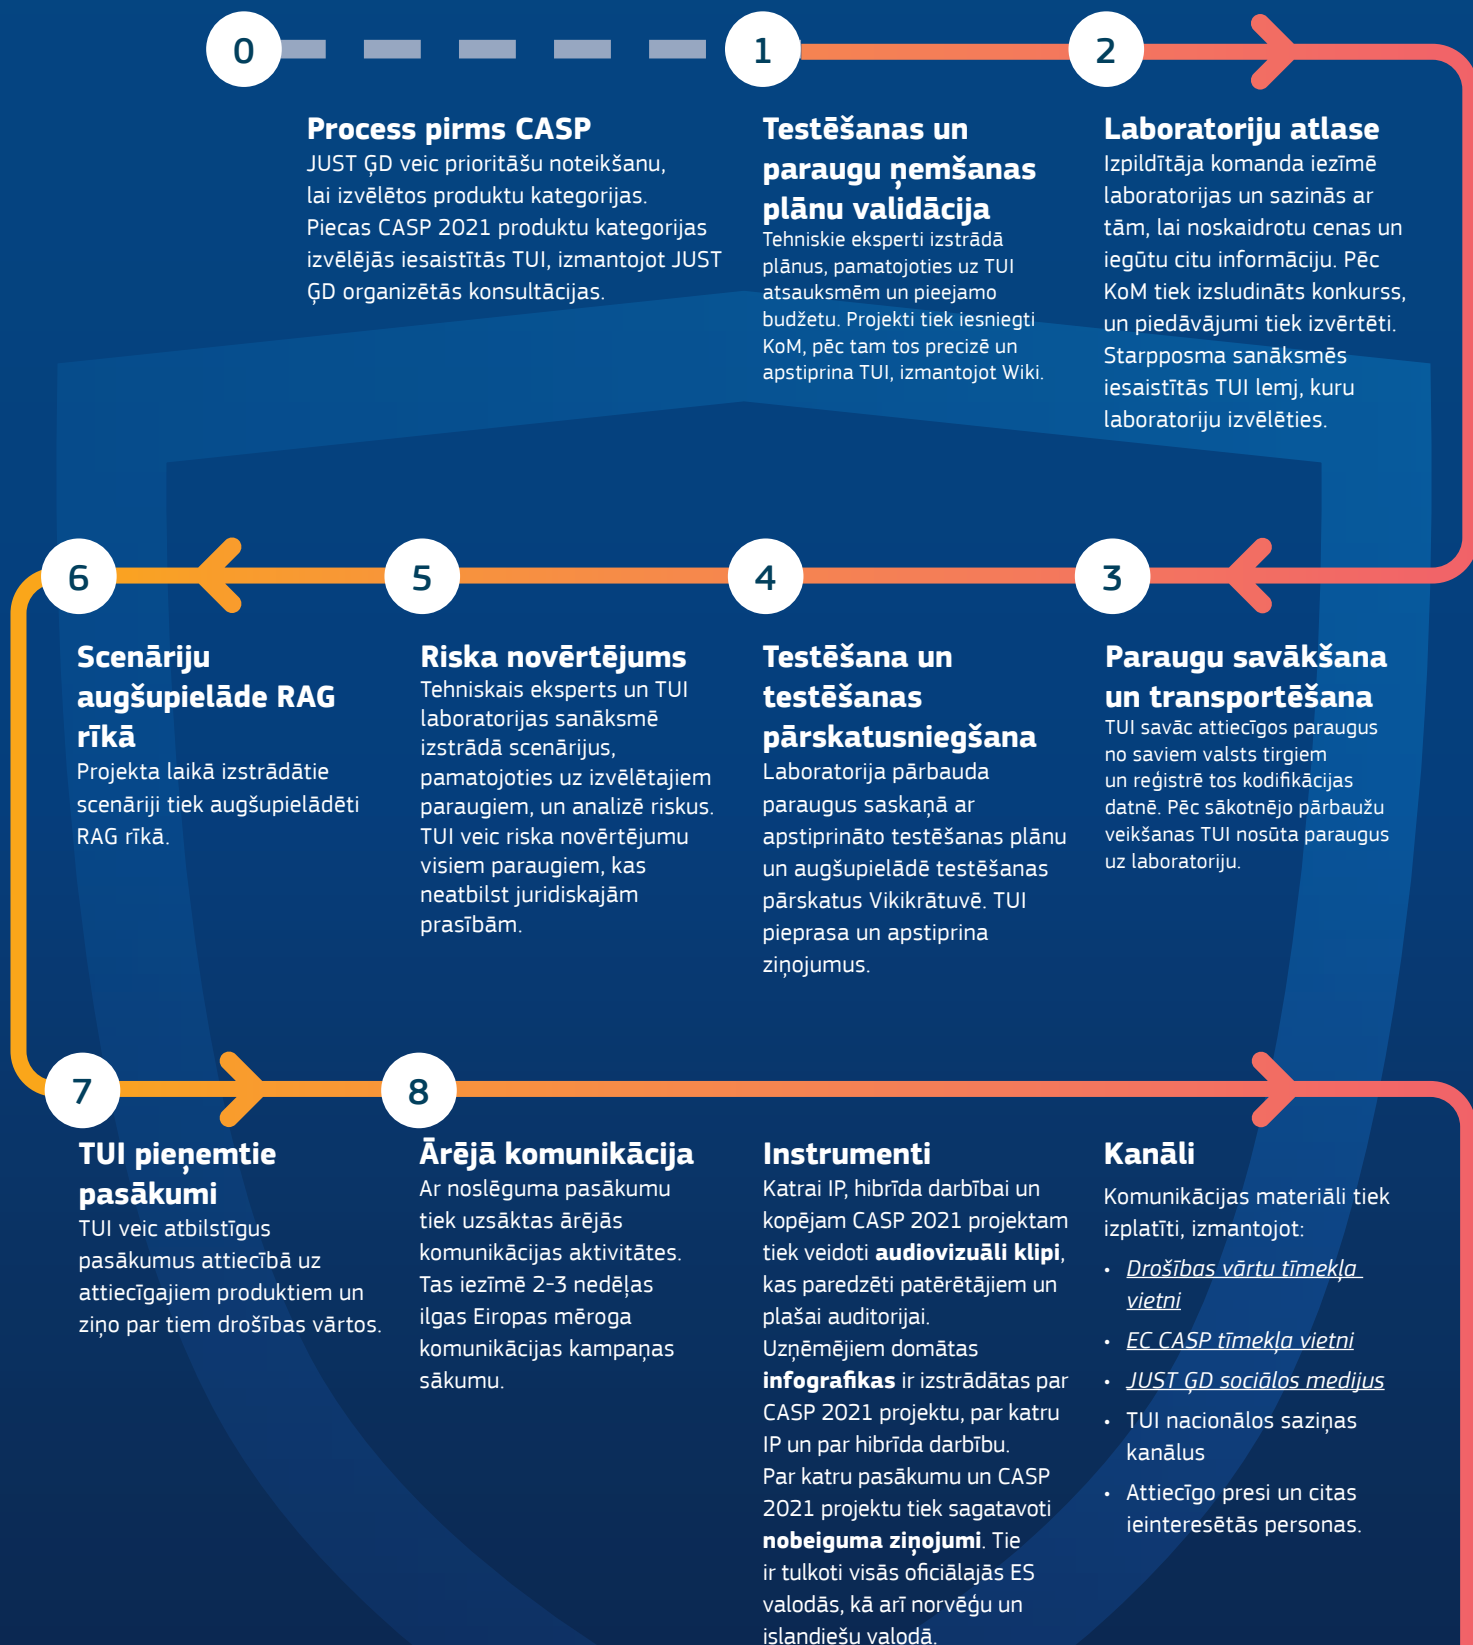 0
Process pirms CASP
JUST ĢD veic prioritāšu noteikšanu,
lai izvēlētos produktu kategorijas.
Piecas CASP 2021 produktu kategorijas
izvēlējās iesaistītās TUI, izmantojot JUST
ĢD organizētās konsultācijas.
1
Testēšanas un
paraugu ņemšanas
plānu validācija
Tehniskie eksperti izstrādā
plānus, pamatojoties uz TUI
atsauksmēm un pieejamo
budžetu. Projekti tiek iesniegti
KoM, pēc tam tos precizē un
apstiprina TUI, izmantojot Wiki.
2
Laboratoriju atlase
Izpildītāja komanda iezīmē
laboratorijas un sazinās ar
tām, lai noskaidrotu cenas un
iegūtu citu informāciju. Pēc
KoM tiek izsludināts konkurss,
un piedāvājumi tiek izvērtēti.
Starpposma sanāksmēs
iesaistītās TUI lemj, kuru
laboratoriju izvēlēties.
3
Paraugu savākšana
un transportēšana
TUI savāc attiecīgos paraugus
no saviem valsts tirgiem
un reģistrē tos kodifikācijas
datnē. Pēc sākotnējo pārbaužu
veikšanas TUI nosūta paraugus
uz laboratoriju.
4
Testēšana un
testēšanas
pārskatusniegšana
Laboratorija pārbauda
paraugus saskaņā ar
apstiprināto testēšanas plānu
un augšupielādē testēšanas
pārskatus Vikikrātuvē. TUI
pieprasa un apstiprina
ziņojumus.
5
Riska novērtējums
Tehniskais eksperts un TUI
laboratorijas sanāksmē
izstrādā scenārijus,
pamatojoties uz izvēlētajiem
paraugiem, un analizē riskus.
TUI veic riska novērtējumu
visiem paraugiem, kas
neatbilst juridiskajām
prasībām.
6
Scenāriju
augšupielāde RAG
rīkā
Projekta laikā izstrādātie
scenāriji tiek augšupielādēti
RAG rīkā.
7
TUI pieņemtie
pasākumi
TUI veic atbilstīgus
pasākumus attiecībā uz
attiecīgajiem produktiem un
ziņo par tiem drošības vārtos.
8
Ārējā komunikācija
Ar noslēguma pasākumu
tiek uzsāktas ārējās
komunikācijas aktivitātes.
Tas iezīmē 2-3 nedēļas
ilgas Eiropas mēroga
komunikācijas kampaņas
sākumu.
Instrumenti
Katrai IP, hibrīda darbībai un
kopējam CASP 2021 projektam
tiek veidoti audiovizuāli klipi,
kas paredzēti patērētājiem un
plašai auditorijai.
Uzņēmējiem domātas
infografikas ir izstrādātas par
CASP 2021 projektu, par katru
IP un par hibrīda darbību.
Par katru pasākumu un CASP
2021 projektu tiek sagatavoti
nobeiguma ziņojumi. Tie
ir tulkoti visās oficiālajās ES
valodās, kā arī norvēģu un
islandiešu valodā.
Kanāli
Komunikācijas materiāli tiek
izplatīti, izmantojot:
• Drošības vārtu tīmekļa
vietni
• EC CASP tīmekļa vietni
• JUST ĢD sociālos medijus
• TUI nacionālos saziņas
kanālus
• Attiecīgo presi un citas
ieinteresētās personas.